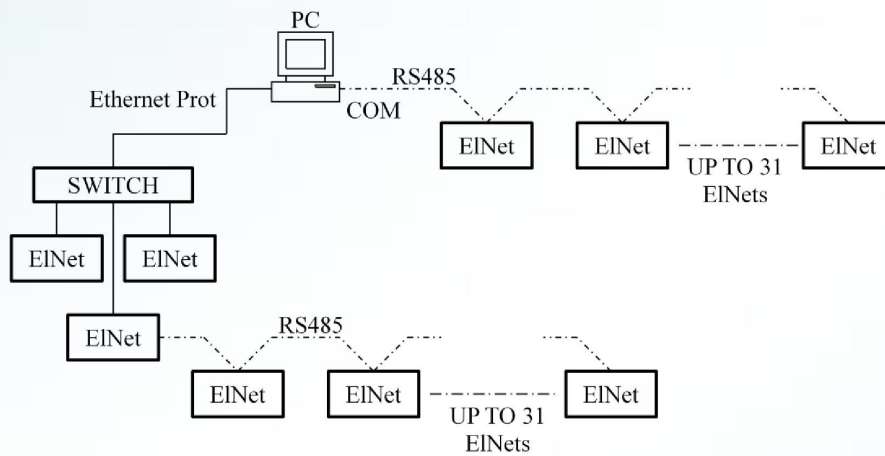 PC
RS485
Ethernet Prot
COM
ElNet
ElNet
ElNet
UP TO 31
ElNets
SWITCH
ElNet
ElNet
ElNet
RS485
ElNet
ElNet
ElNet
UP TO 31
ElNets